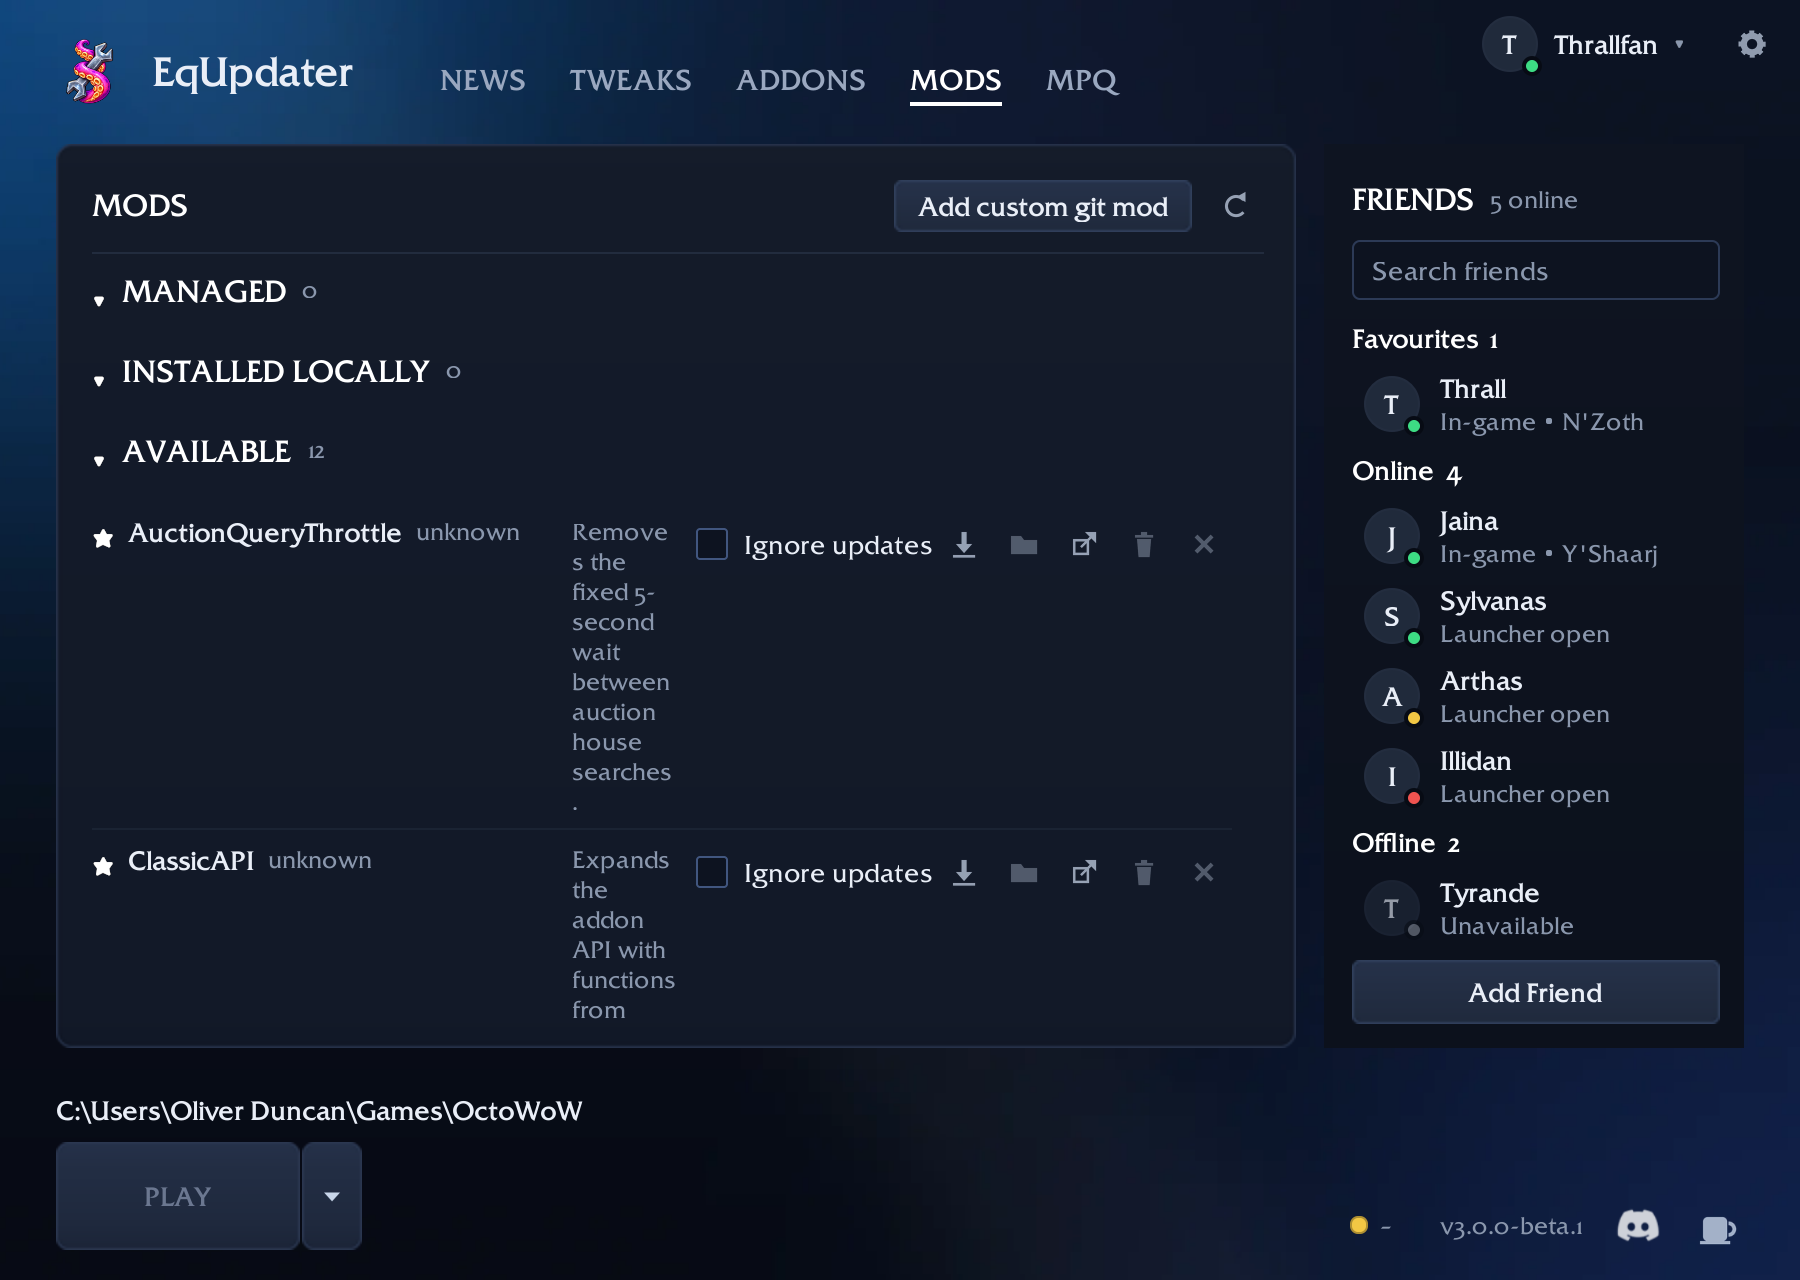 EqUpdater
NEWS
TWEAKS
ADDONS
MODS
MPQ
T
Thrallfan
MODS
Add custom git mod
MANAGED 0
INSTALLED LOCALLY 0
AVAILABLE 12
AuctionQueryThrottle unknown
Remove
s the
fixed 5-
second
wait
between
auction
house
searches
.
Ignore updates
ClassicAPI unknown
Expands
the
addon
API with
functions
from
Ignore updates
FRIENDS 5 online
Search friends
Favourites 1
T
Thrall
In-game • N'Zoth
Online 4
J
Jaina
In-game • Y'Shaarj
S
Sylvanas
Launcher open
A
Arthas
Launcher open
I
Illidan
Launcher open
Offline 2
T
Tyrande
Unavailable
Add Friend
C:\Users\Oliver Duncan\Games\OctoWoW
PLAY
-
v3.0.0-beta.1